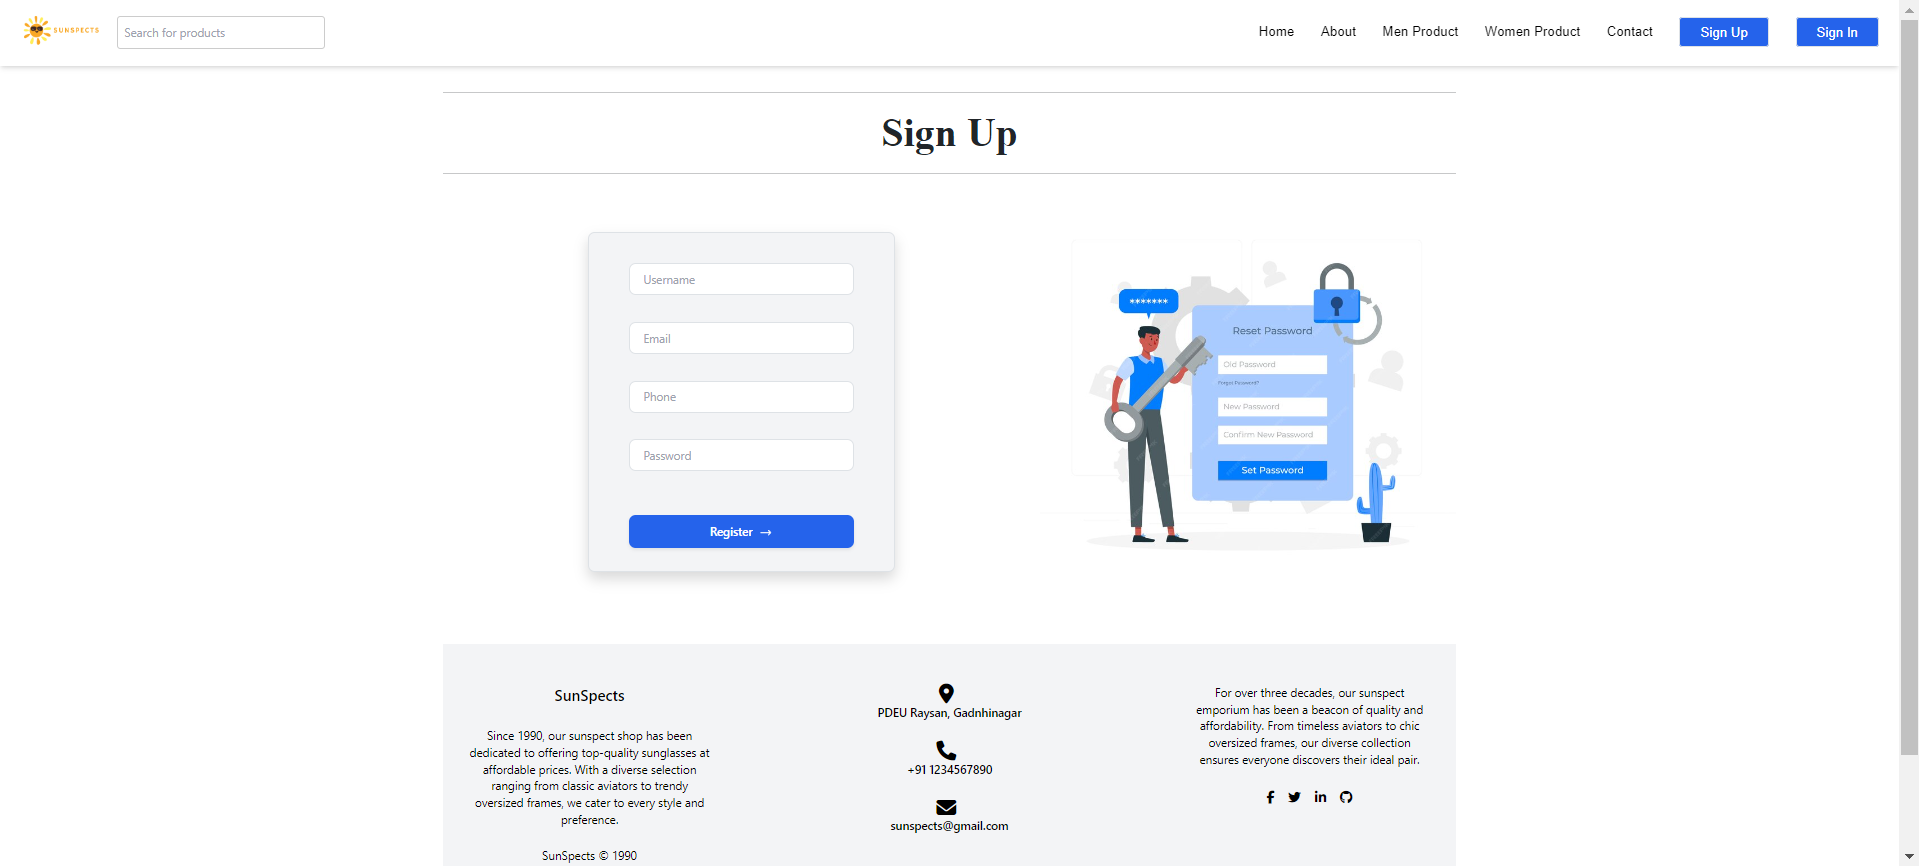 SUNSPECTS
Search for products
Home
About
Men Product
Women Product
Contact
Sign Up
Sign In
Sign Up
Username
Email
Phone
Password
Register →
*******
Reset Password
Old Password
Forgot Password?
New Password
Confirm New Password
Set Password
SunSpects
Since 1990, our sunspect shop has been
dedicated to offering top-quality sunglasses at
affordable prices. With a diverse selection
ranging from classic aviators to trendy
oversized frames, we cater to every style and
preference.
SunSpects © 1990
PDEU Raysan, Gadnhinagar
+91 1234567890
sunspects@gmail.com
For over three decades, our sunspect
emporium has been a beacon of quality and
affordability. From timeless aviators to chic
oversized frames, our diverse collection
ensures everyone discovers their ideal pair.